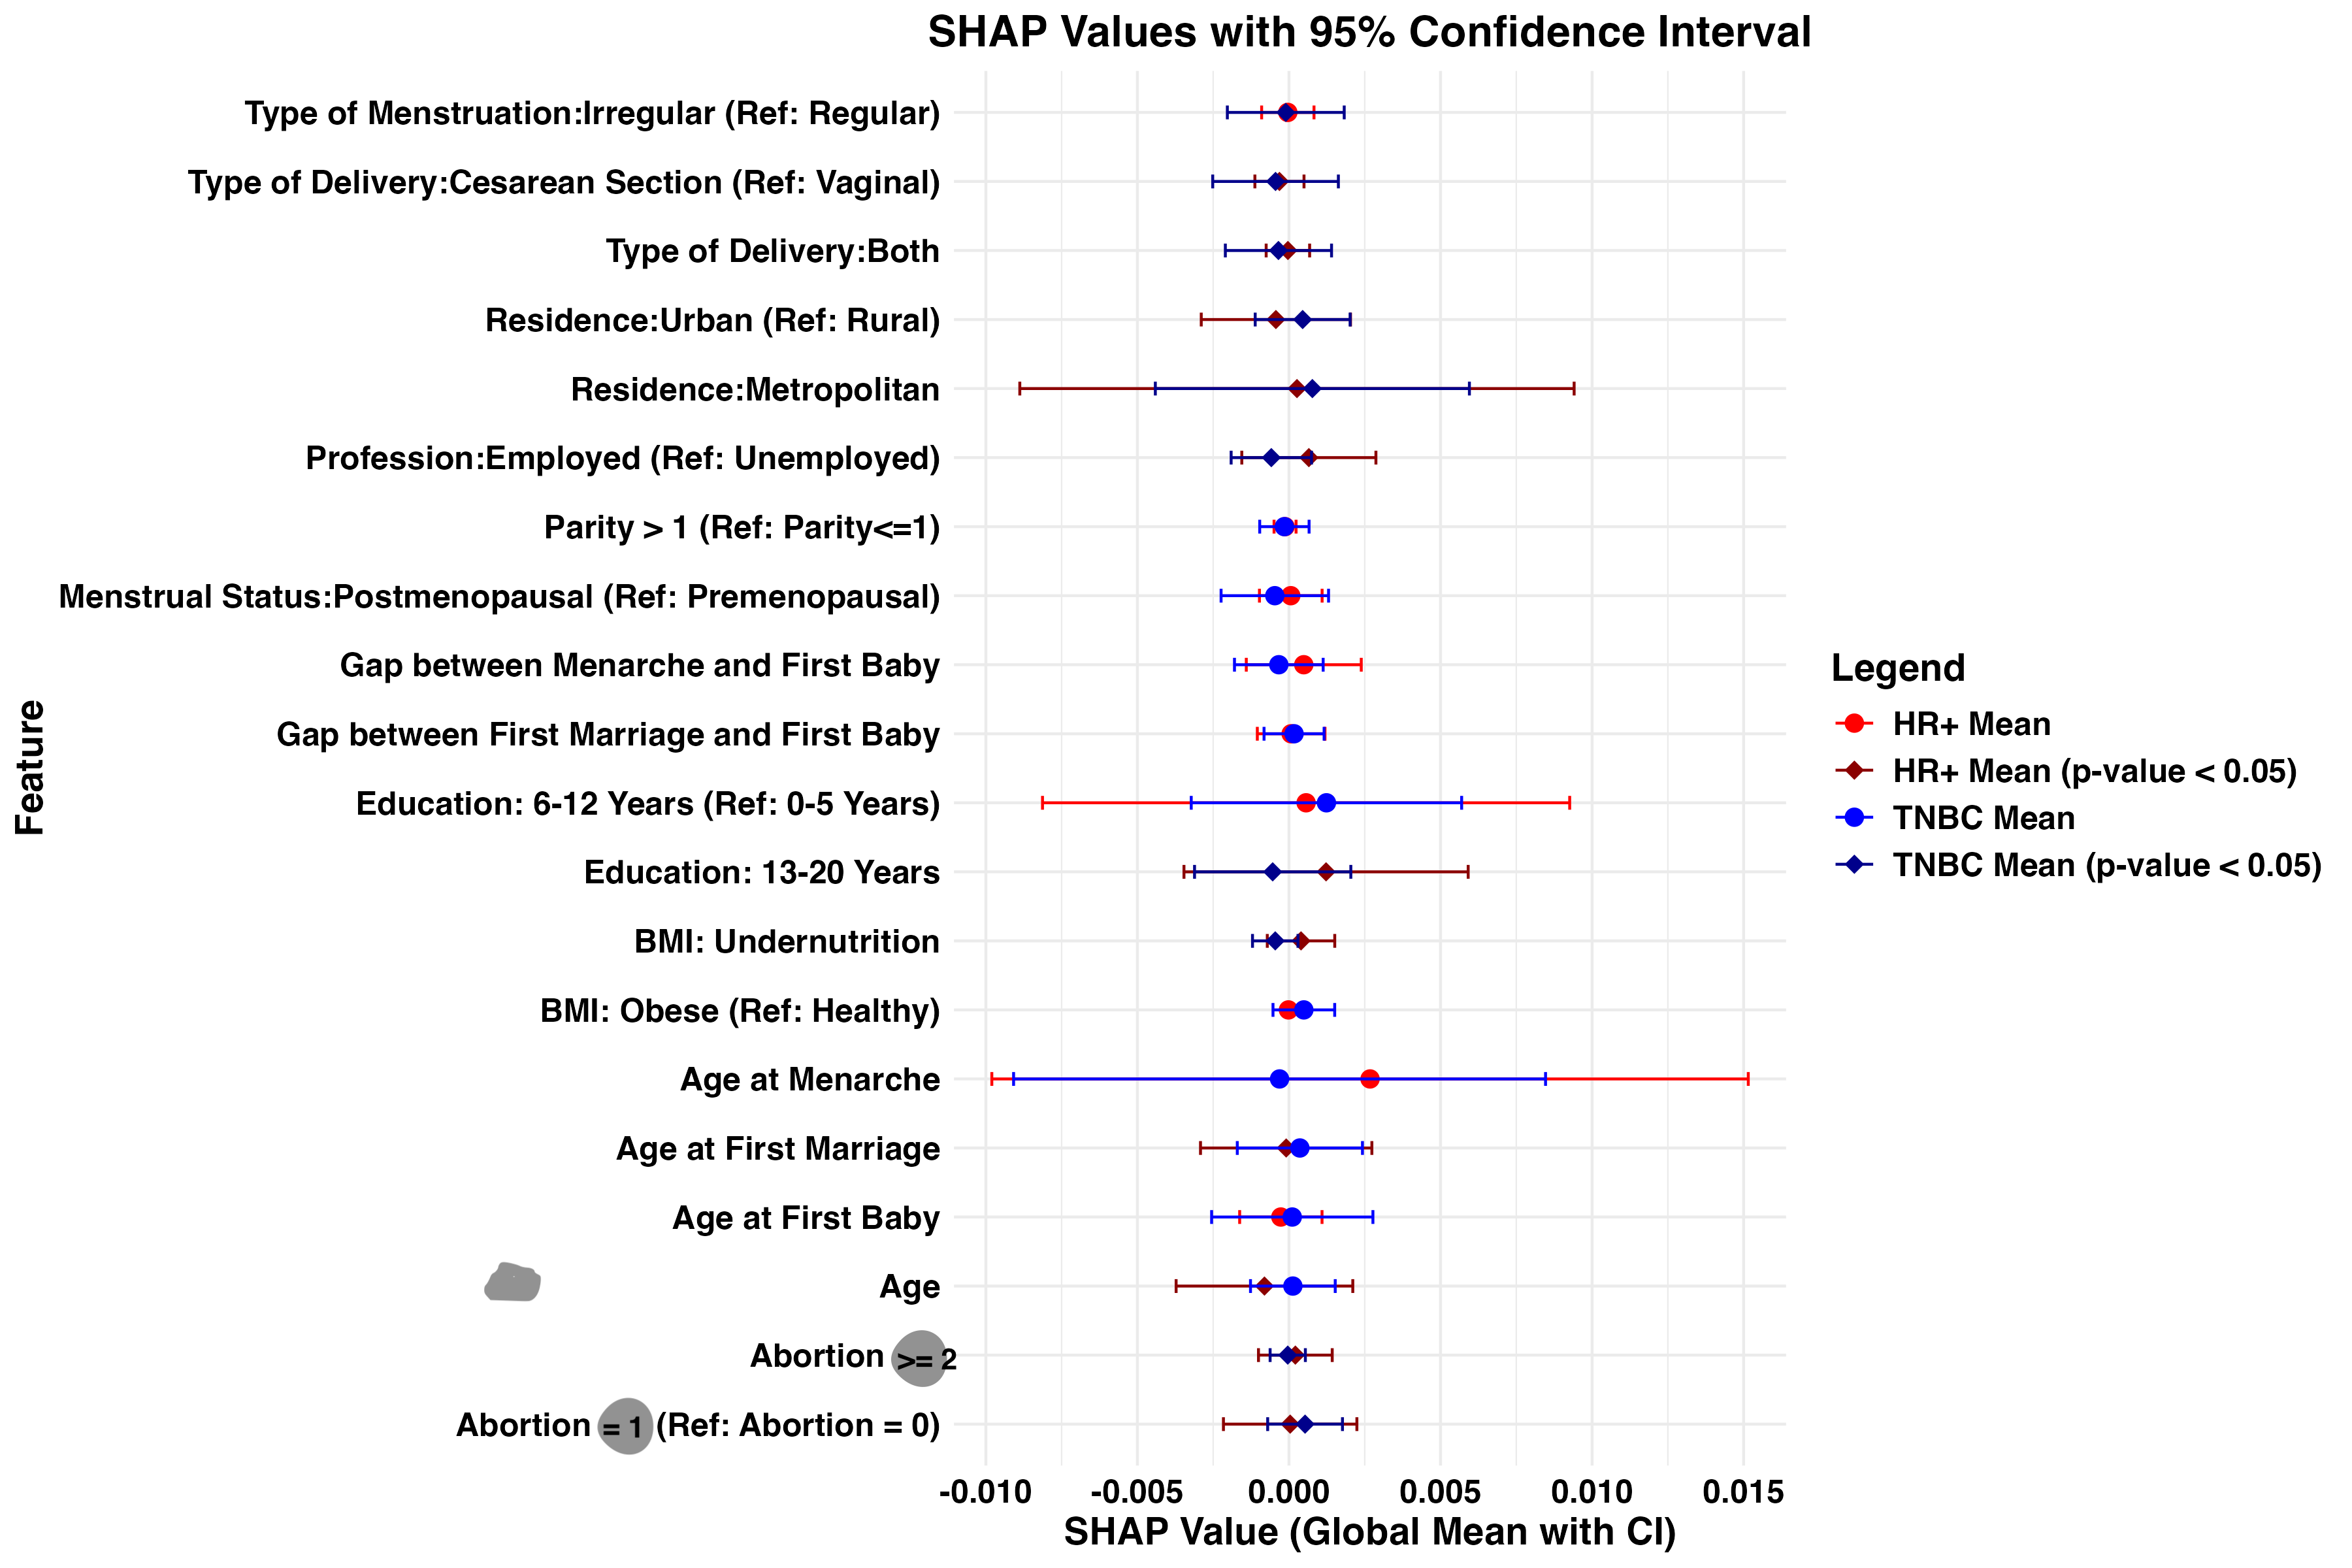 SHAP Values with 95% Confidence Interval
Type of Menstruation:Irregular (Ref: Regular)
Type of Delivery:Cesarean Section (Ref: Vaginal)
Type of Delivery:Both
Residence:Urban (Ref: Rural)
Residence:Metropolitan
Profession:Employed (Ref: Unemployed)
Parity > 1 (Ref: Parity<=1)
Menstrual Status:Postmenopausal (Ref: Premenopausal)
Gap between Menarche and First Baby
Gap between First Marriage and First Baby
Education: 6-12 Years (Ref: 0-5 Years)
Education: 13-20 Years
BMI: Undernutrition
BMI: Obese (Ref: Healthy)
Age at Menarche
Age at First Marriage
Age at First Baby
Age
Abortion >= 2
Abortion = 1 (Ref: Abortion = 0)
Feature
-0.010 -0.005 0.000 0.005 0.010 0.015
SHAP Value (Global Mean with CI)
Legend
HR+ Mean
HR+ Mean (p-value < 0.05)
TNBC Mean
TNBC Mean (p-value < 0.05)